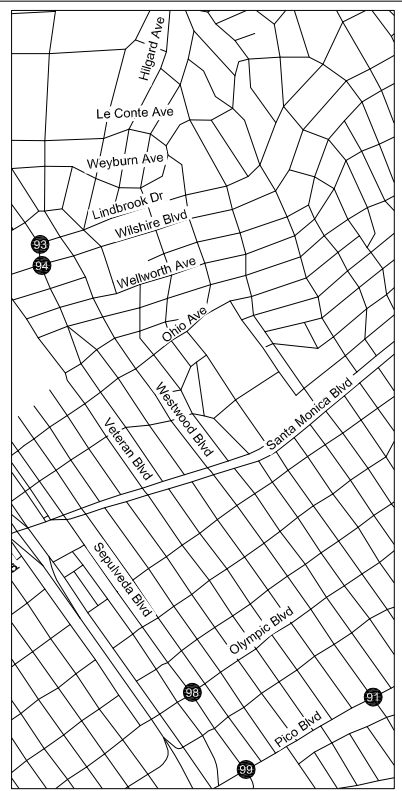 Hilgard Ave
Le Conte Ave
Weyburn Ave
Lindbrook Dr
Wilshire Blvd
93
94
Wellworth Ave
Ohio Ave
Westwood Blvd
Santa Monica Blvd
Veteran Blvd
Sepulveda Blvd
Olympic Blvd
98
91
Pico Blvd
99